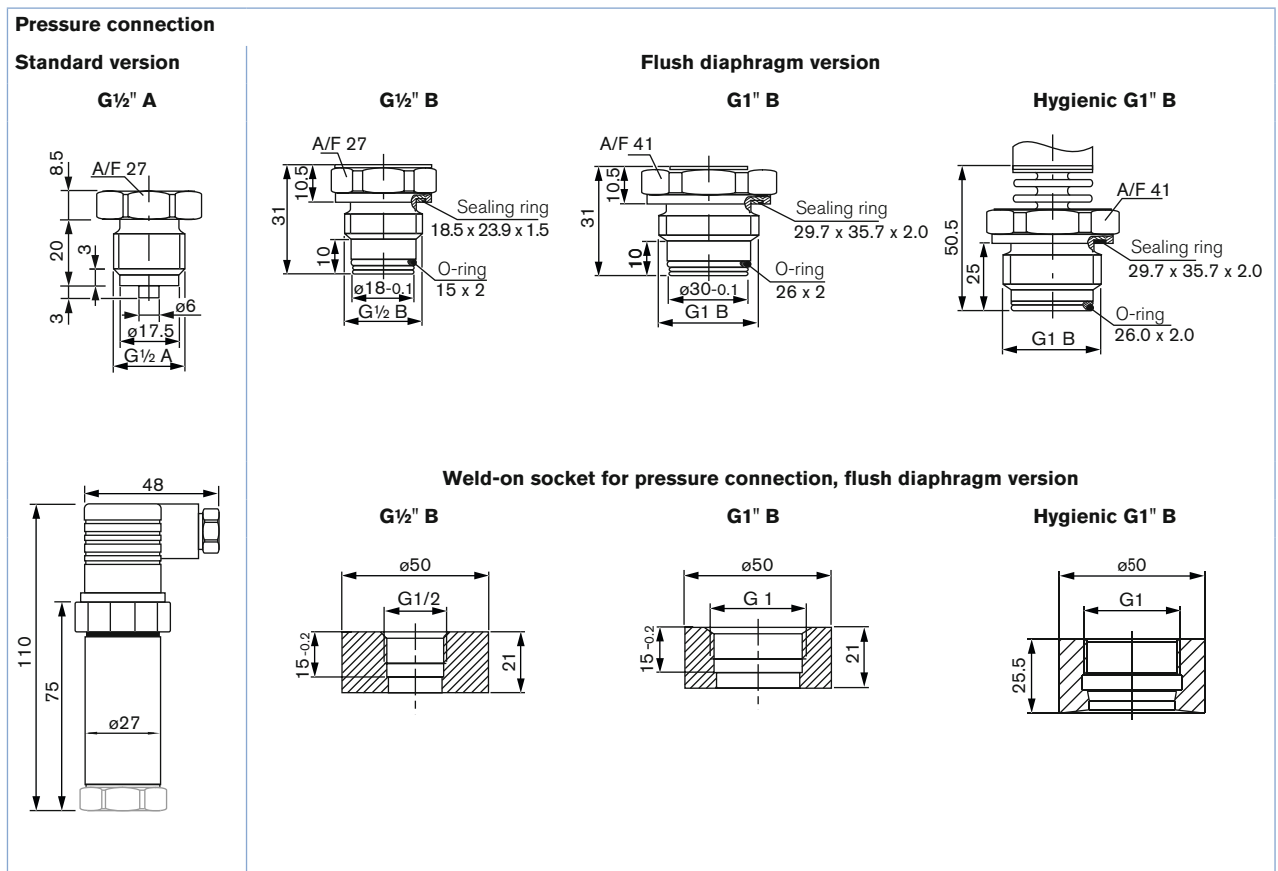 Pressure connection
Standard version
Flush diaphragm version
G½" A
G½" B
G1" B
Hygienic G1" B
8.5
A/F 27
20
3
3
ø6
ø17.5
G½ A
A/F 27
10.5
31
Sealing ring
18.5 x 23.9 x 1.5
10
O-ring
15 x 2
ø18-0.1
G½ B
A/F 41
10.5
31
Sealing ring
29.7 x 35.7 x 2.0
10
O-ring
26 x 2
ø30-0.1
G1 B
A/F 41
50.5
25
Sealing ring
29.7 x 35.7 x 2.0
O-ring
26.0 x 2.0
G1 B
48
110
75
ø27
Weld-on socket for pressure connection, flush diaphragm version
G½" B
G1" B
Hygienic G1" B
ø50
G1/2
15-0.2
21
ø50
G 1
15-0.2
21
ø50
G1
25.5